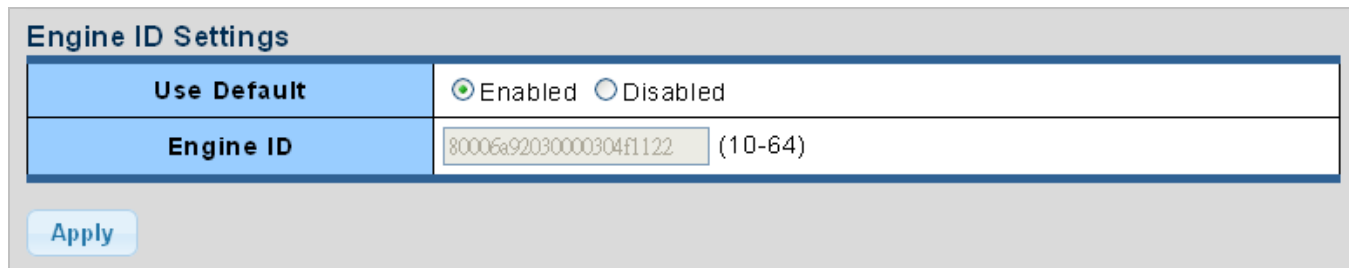 Engine ID Settings
Use Default Enabled Disabled
Engine ID 80006a92030000304f1122 (10-64)
Apply